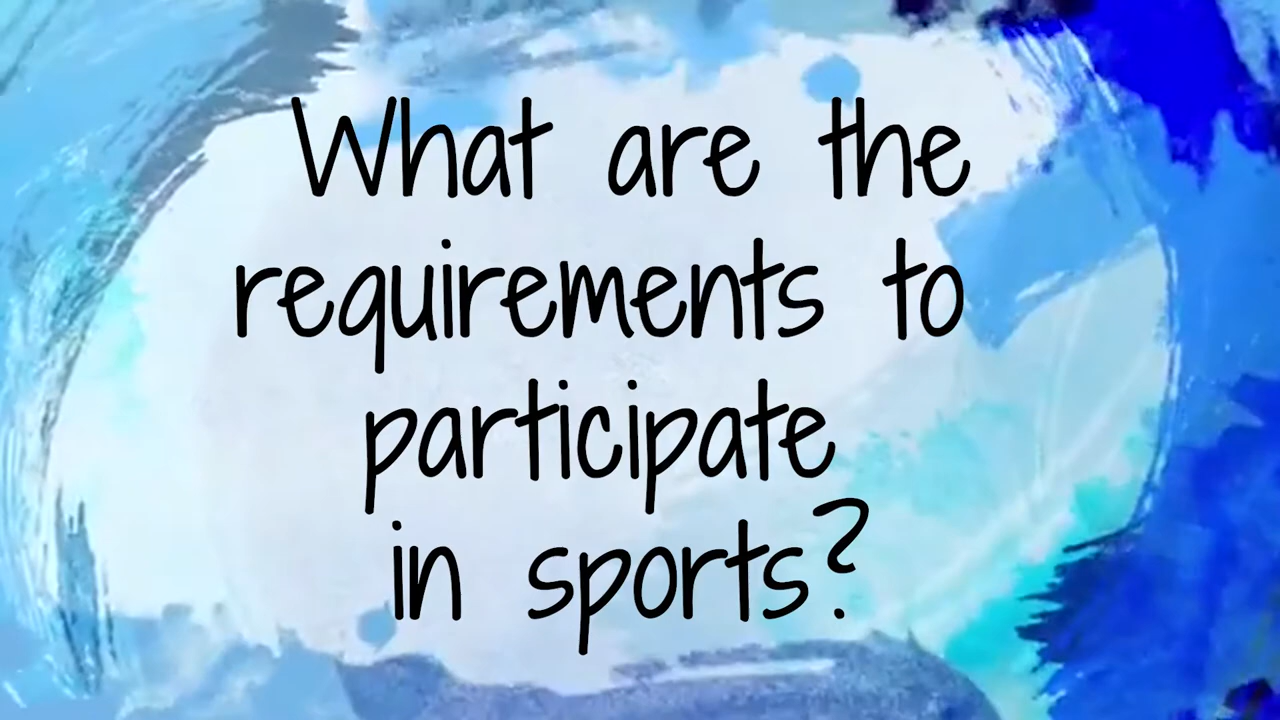 What are the
requirements to
participate
in sports?